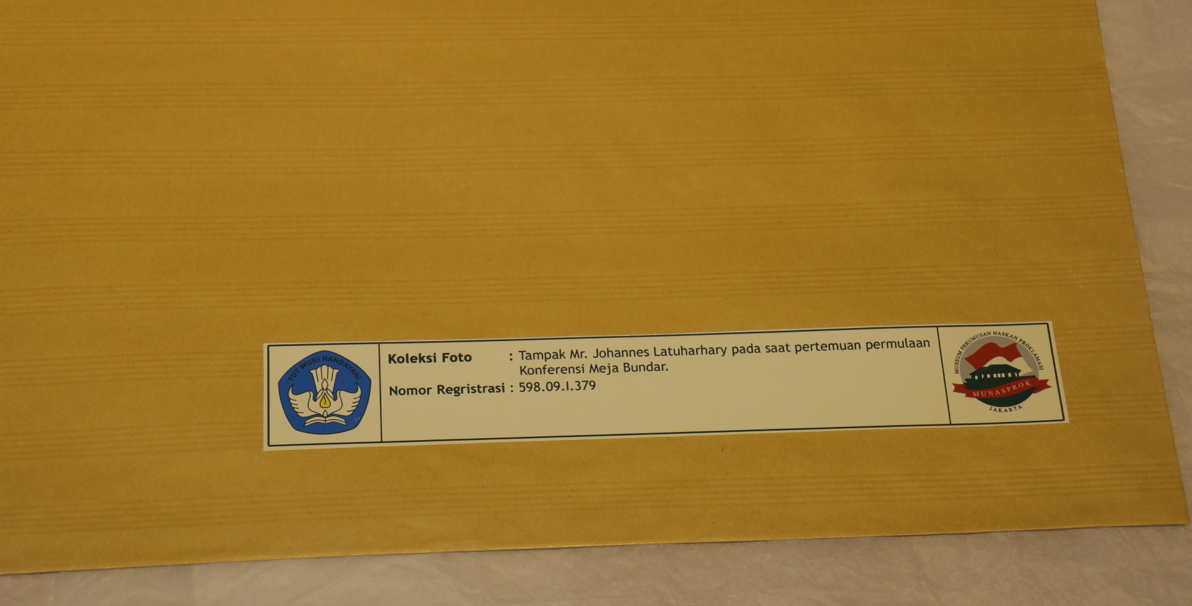 TUT WURI HANDAYANI
Koleksi Foto : Tampak Mr. Johannes Latuharhary pada saat pertemuan permulaan
Konferensi Meja Bundar.
Nomor Regristrasi : 598.09.I.379
MUSEUM PERUMUSAN NASKAH PROKLAMASI
MUNASPROK
JAKARTA